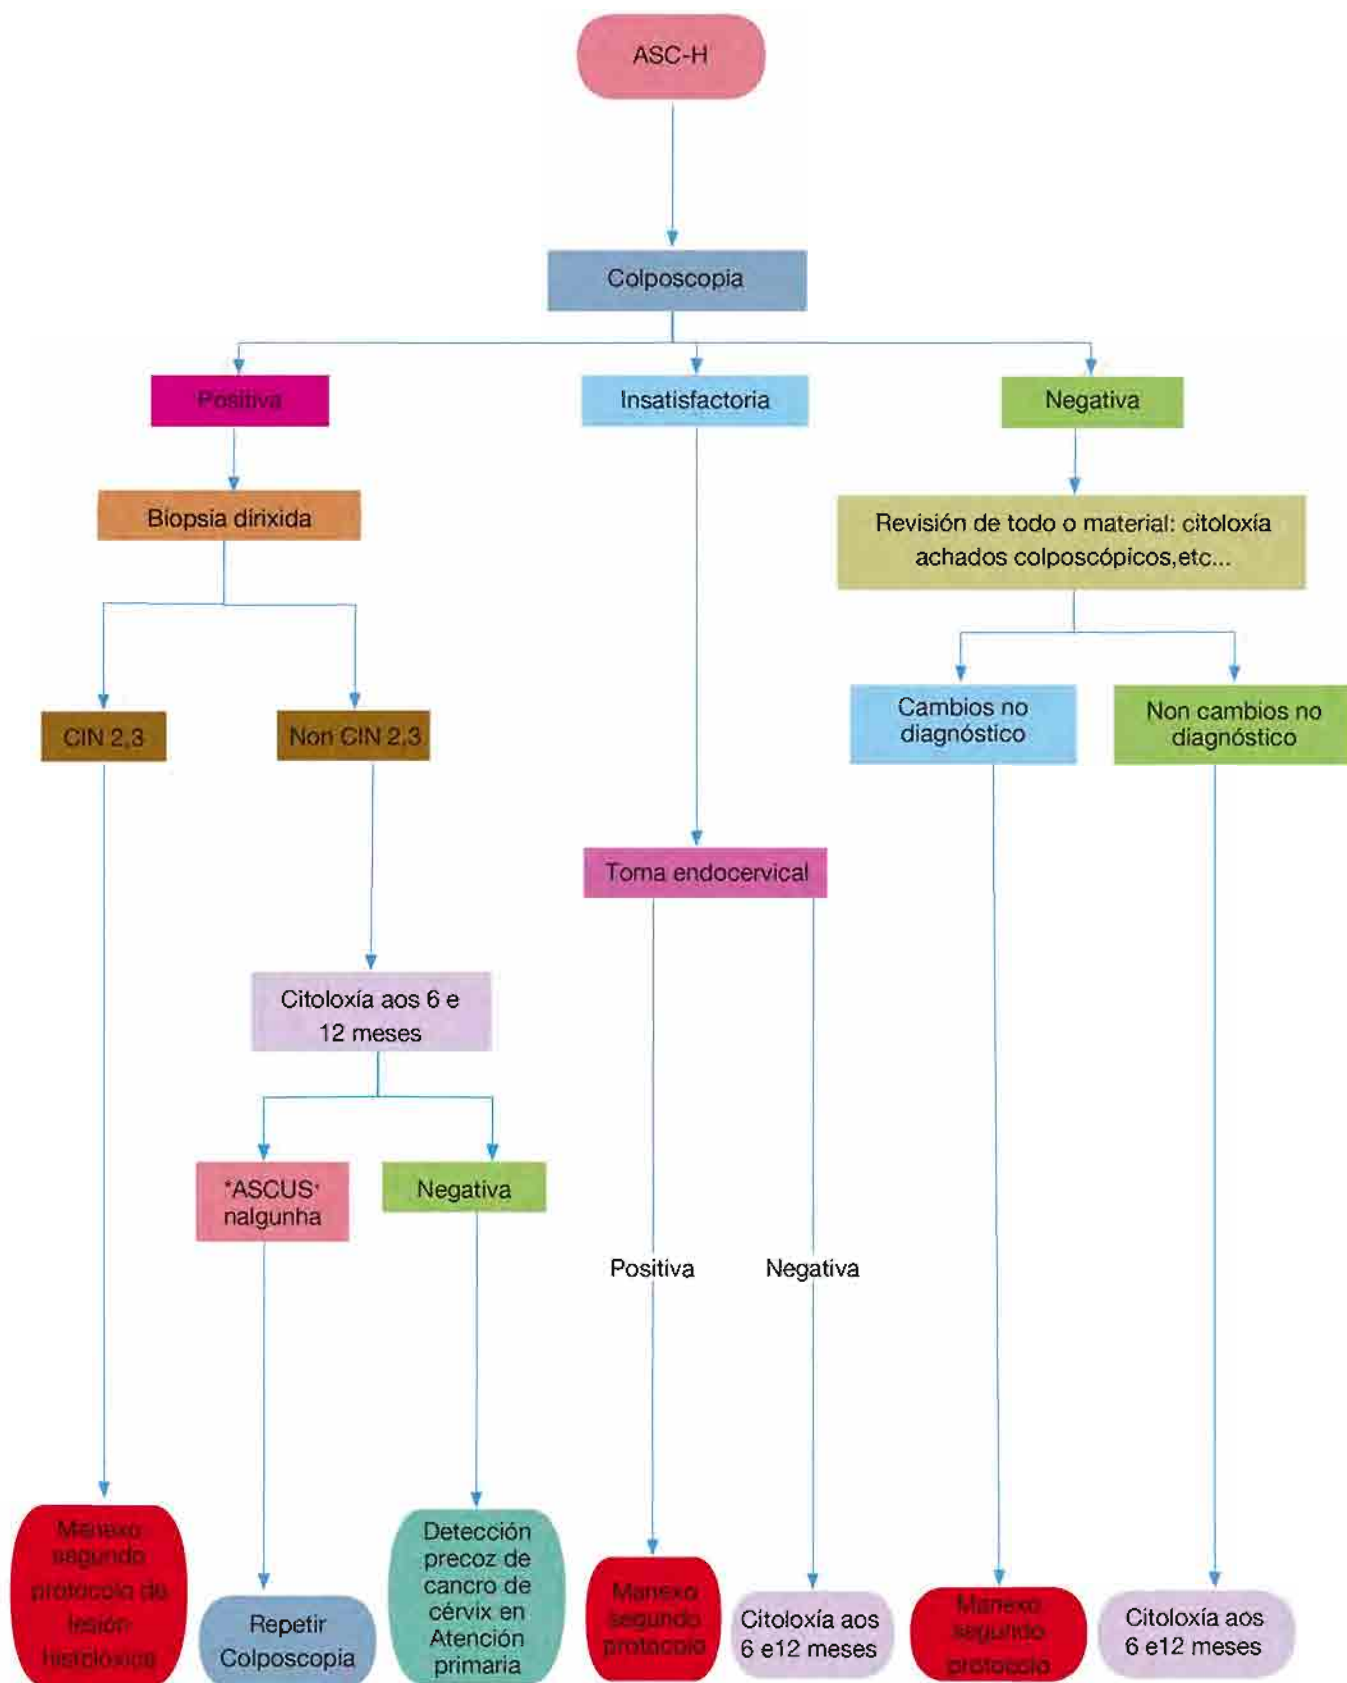 ASC-H
Colposcopia
Positiva
Insatisfactoria
Negativa
Biopsia dirixida
Revisión de todo o material: citoloxía
achados colposcópicos,etc...
CIN 2,3
Non CIN 2,3
Cambios no
diagnóstico
Non cambios no
diagnóstico
Toma endocervical
Citoloxía aos 6 e
12 meses
"ASCUS"
nalgunha
Negativa
Positiva
Negativa
Manexo
segundo
protocolo de
lesión
histolóxica
Repetir
Colposcopia
Detección
precoz de
cancro de
cérvix en
Atención
primaria
Manexo
segundo
protocolo
Citoloxía aos
6 e12 meses
Manexo
segundo
protocolo
Citoloxía aos
6 e12 meses